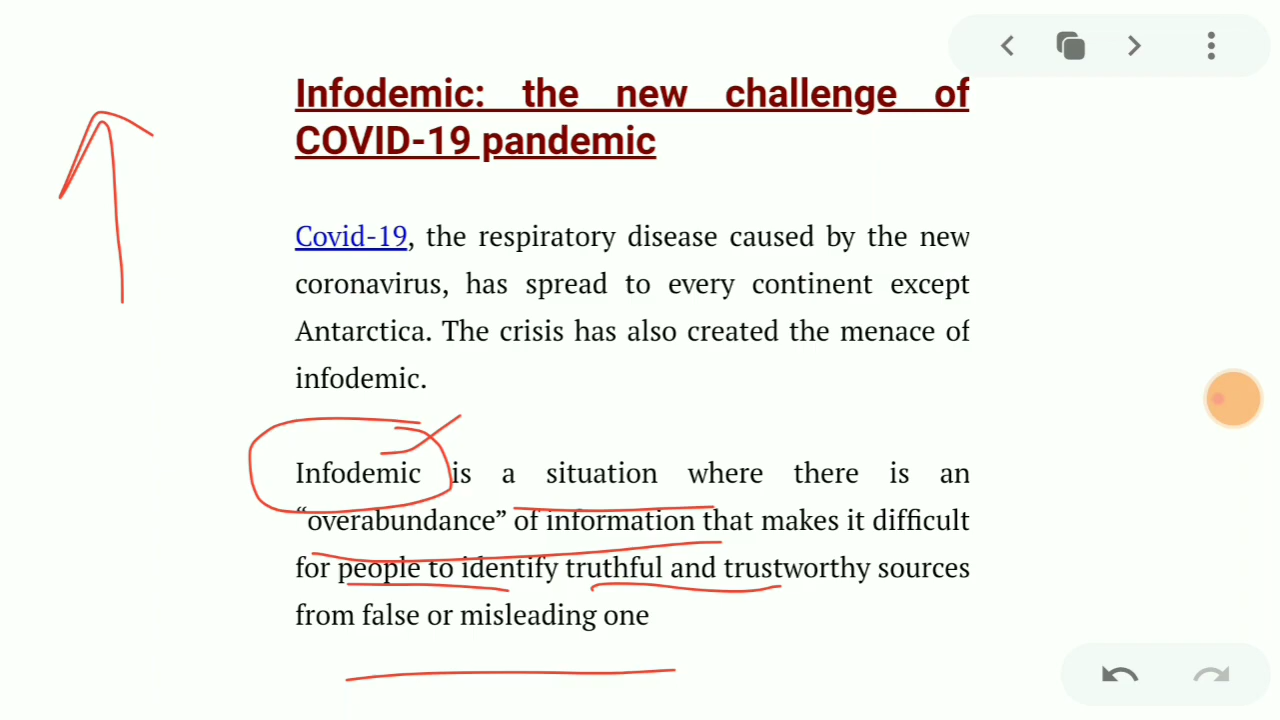 Infodemic: the new challenge of
COVID-19 pandemic
Covid-19, the respiratory disease caused by the new
coronavirus, has spread to every continent except
Antarctica. The crisis has also created the menace of
infodemic.
Infodemic is a situation where there is an
“overabundance” of information that makes it difficult
for people to identify truthful and trustworthy sources
from false or misleading one